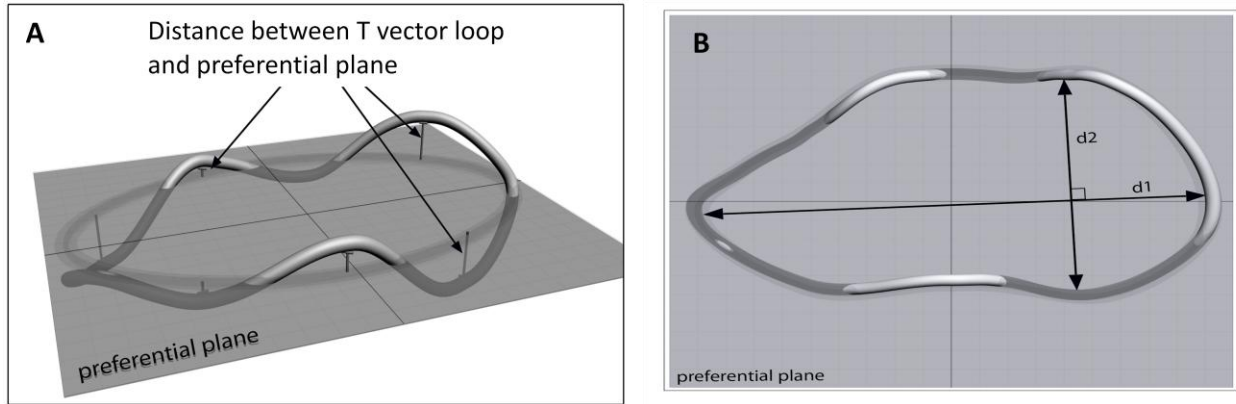 A
Distance between T vector loop
and preferential plane
preferential plane
B
d2
d1
preferential plane